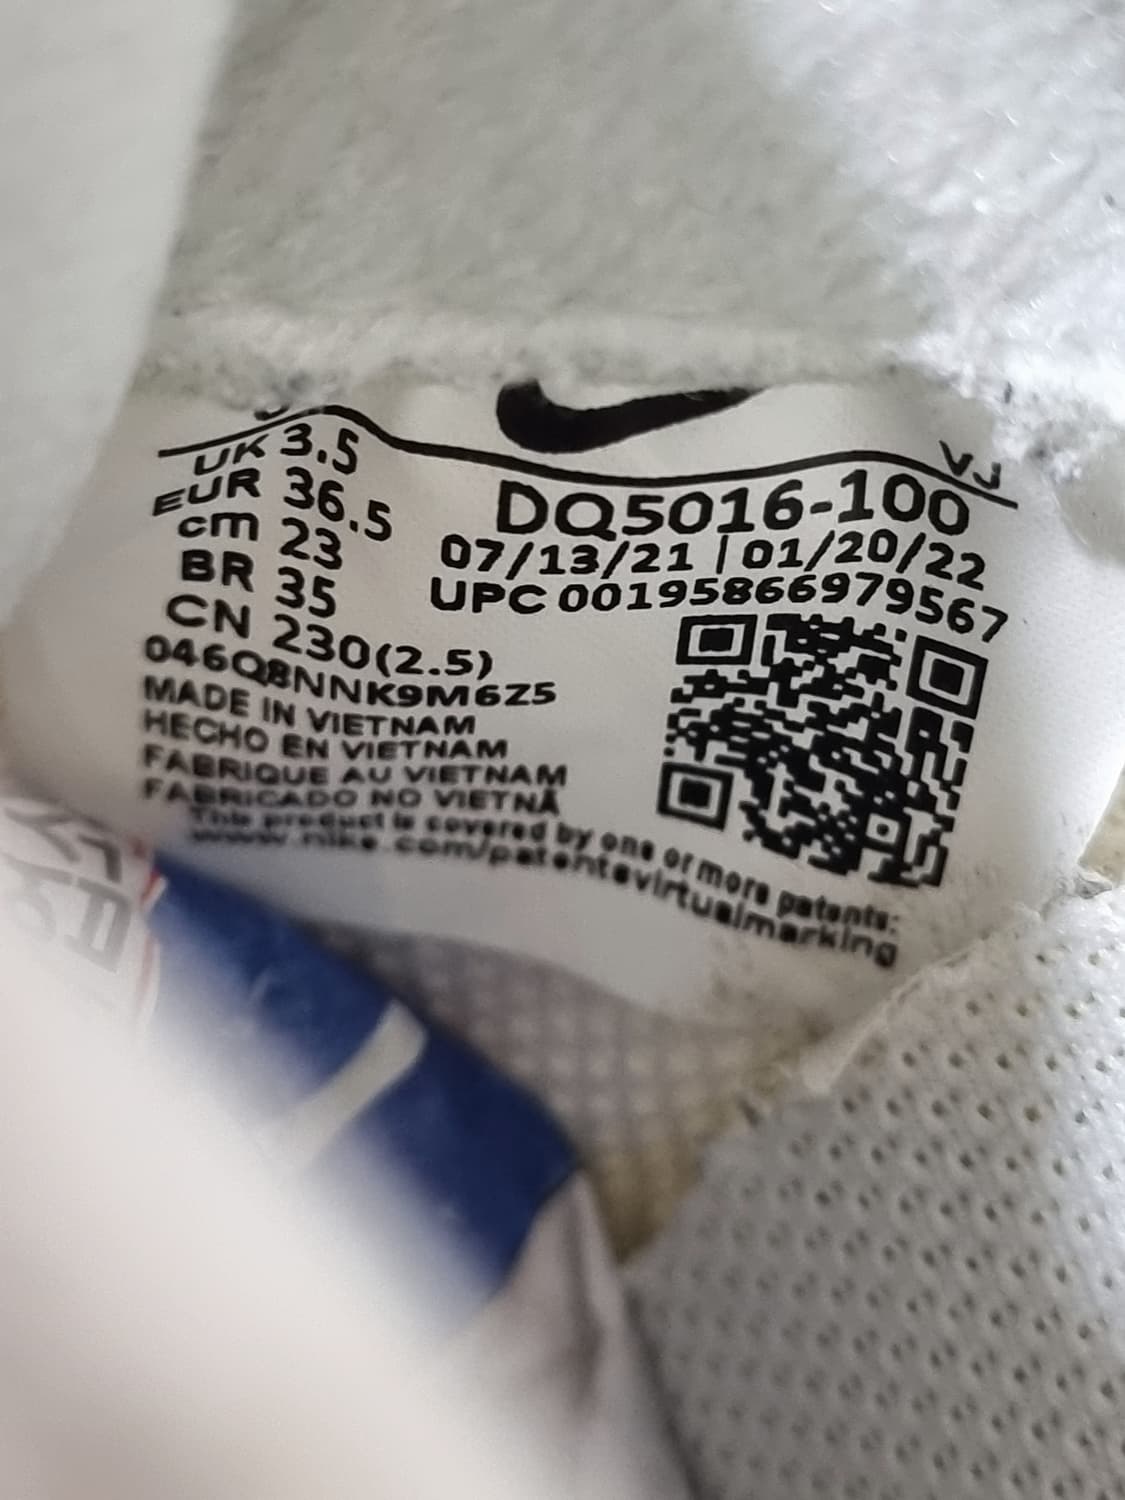 VJ
UK 3.5
EUR 36.5
cm 23
BR 35
CN 230(2.5)
DQ5016-100
07/13/21 | 01/20/22
UPC 00195866979567
046Q8NNK9M6Z5
MADE IN VIETNAM
HECHO EN VIETNAM
FABRIQUE AU VIETNAM
FABRICADO NO VIETNÃ
This product is covered by one or more patents:
www.nike.com/patentsvirtualmarking